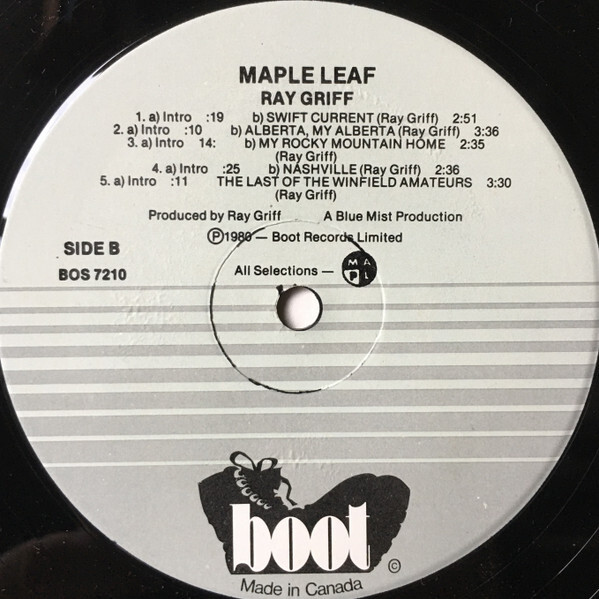 MAPLE LEAF
RAY GRIFF
1. a) Intro :19 b) SWIFT CURRENT (Ray Griff) 2:51
2. a) Intro :10 b) ALBERTA, MY ALBERTA (Ray Griff) 3:36
3. a) Intro 14: b) MY ROCKY MOUNTAIN HOME 2:35
(Ray Griff)
4. a) Intro :25 b) NASHVILLE (Ray Griff) 2:36
5. a) Intro :11 THE LAST OF THE WINFIELD AMATEURS 3:30
(Ray Griff)
Produced by Ray Griff A Blue Mist Production
℗1980 — Boot Records Limited
SIDE B
BOS 7210
All Selections — M A P L
boot ©
Made in Canada